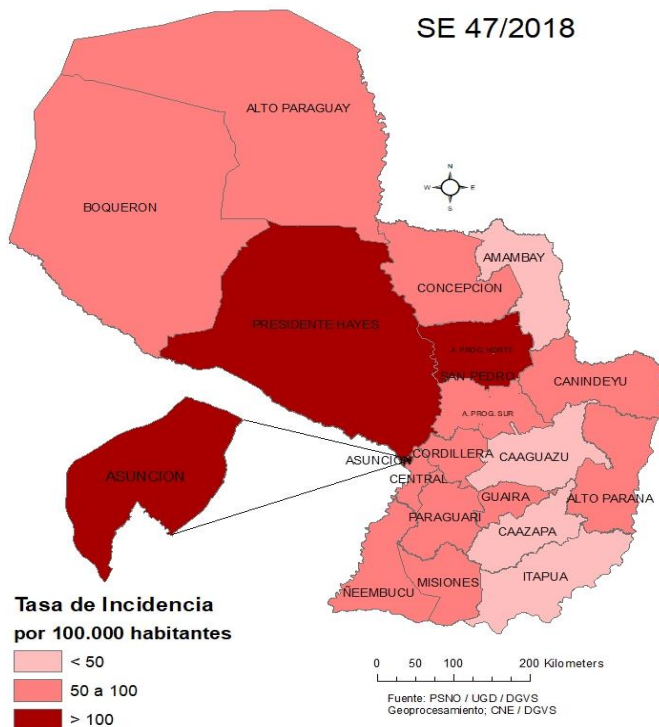 SE 47/2018
ALTO PARAGUAY
BOQUERON
N
W E
S
AMAMBAY
CONCEPCION
PRESIDENTE HAYES
A. PROG. NORTE
SAN PEDRO
CANINDEYU
A. PROG. SUR
ASUNCION
CORDILLERA
CAAGUAZU
ASUNCION
CENTRAL
GUAIRA
ALTO PARANA
PARAGUARI
CAAZAPA
ITAPUA
MISIONES
ÑEEMBUCU
Tasa de Incidencia
por 100.000 habitantes
< 50
50 a 100
> 100
0 50 100 200 Kilometers
Fuente: PSNO / UGD / DGVS
Geoprocesamiento; CNE / DGVS